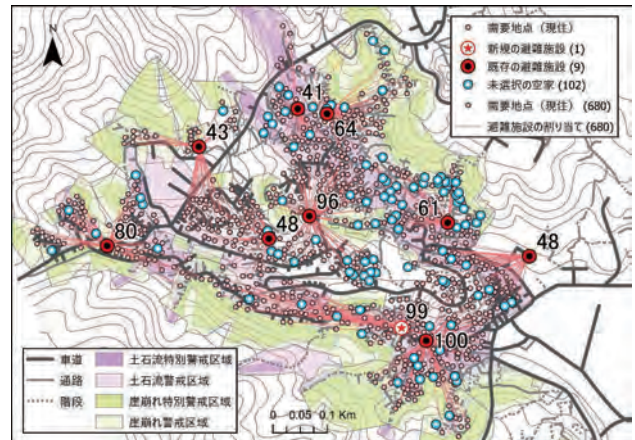 N
需要地点（現住）
新規の避難施設 (1)
既存の避難施設 (9)
未選択の空家 (102)
需要地点（現住） (680)
避難施設の割り当て (680)
41
64
43
96
61
48
80
48
99
100
車道
通路
階段
土石流特別警戒区域
土石流警戒区域
崖崩れ特別警戒区域
崖崩れ警戒区域
0 0.05 0.1 Km